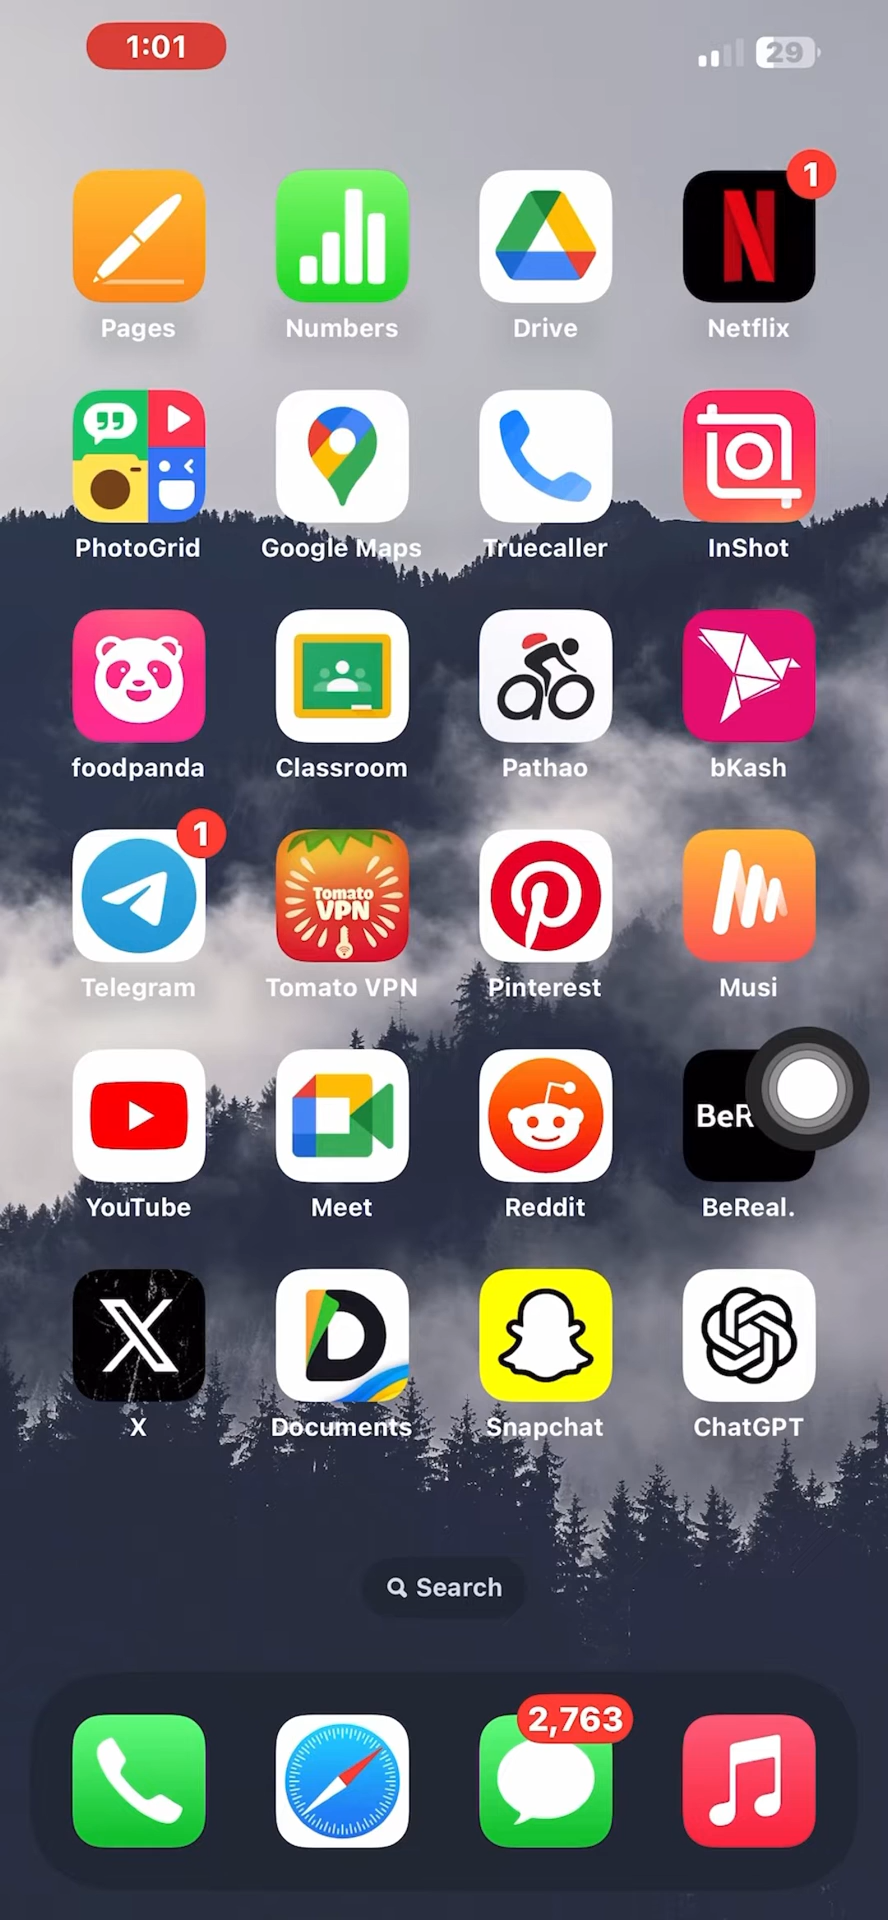 1:01
29
1
Pages
Numbers
Drive
Netflix
PhotoGrid
Google Maps
Truecaller
InShot
foodpanda
Classroom
Pathao
bKash
1
Tomato
VPN
Telegram
Tomato VPN
Pinterest
Musi
BeR
YouTube
Meet
Reddit
BeReal.
X
Documents
Snapchat
ChatGPT
Search
2,763